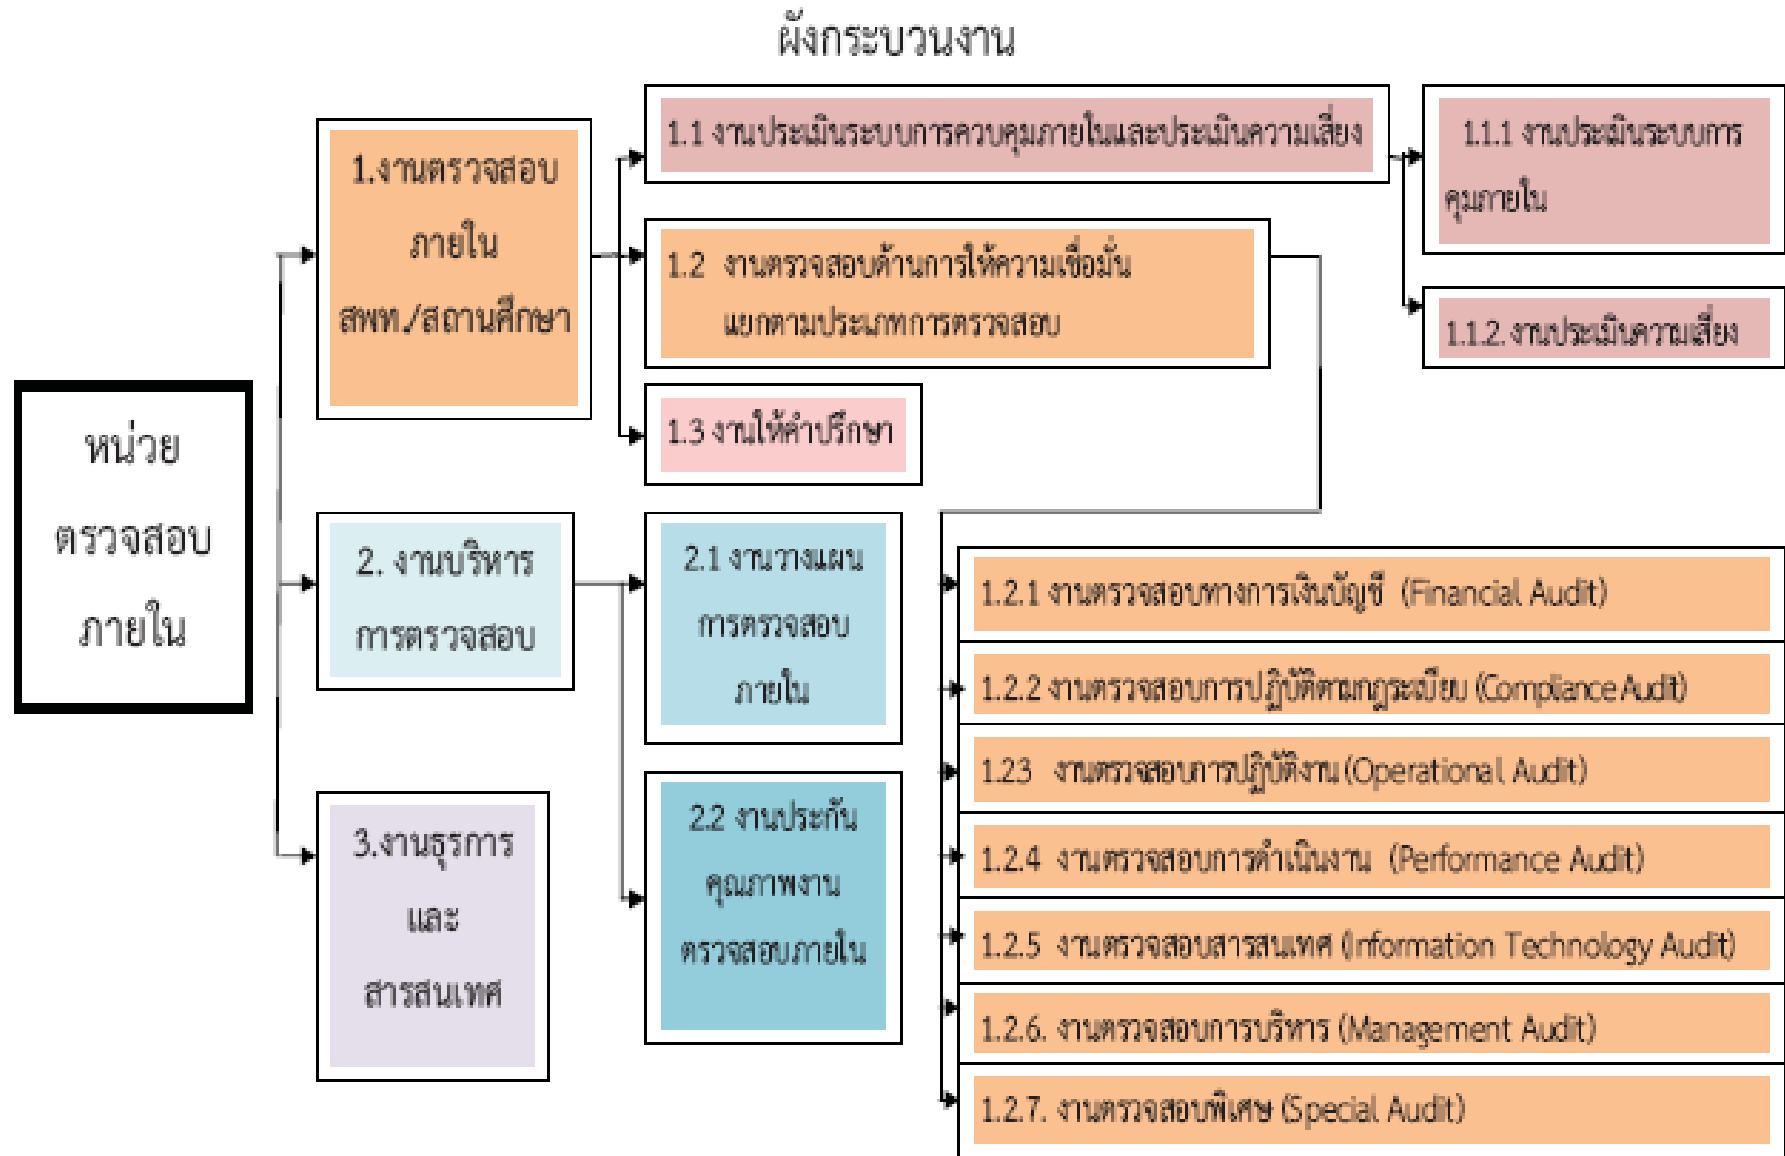 ผังกระบวนงาน
หน่วย
ตรวจสอบ
ภายใน
1.งานตรวจสอบ
ภายใน
สพท./สถานศึกษา
1.1 งานประเมินระบบการควบคุมภายในและประเมินความเสี่ยง
1.1.1 งานประเมินระบบการ
คุมภายใน
1.1.2. งานประเมินความเสี่ยง
1.2 งานตรวจสอบด้านการให้ความเชื่อมั่น
แยกตามประเภทการตรวจสอบ
1.2.1 งานตรวจสอบทางการเงินบัญชี (Financial Audit)
1.2.2 งานตรวจสอบการปฏิบัติตามกฎระเบียบ (Compliance Audit)
1.2.3 งานตรวจสอบการปฏิบัติงาน (Operational Audit)
1.2.4 งานตรวจสอบการดำเนินงาน (Performance Audit)
1.2.5 งานตรวจสอบสารสนเทศ (Information Technology Audit)
1.2.6. งานตรวจสอบการบริหาร (Management Audit)
1.2.7. งานตรวจสอบพิเศษ (Special Audit)
1.3 งานให้คำปรึกษา
2. งานบริหาร
การตรวจสอบ
2.1 งานวางแผน
การตรวจสอบ
ภายใน
2.2 งานประกัน
คุณภาพงาน
ตรวจสอบภายใน
3.งานธุรการ
และ
สารสนเทศ